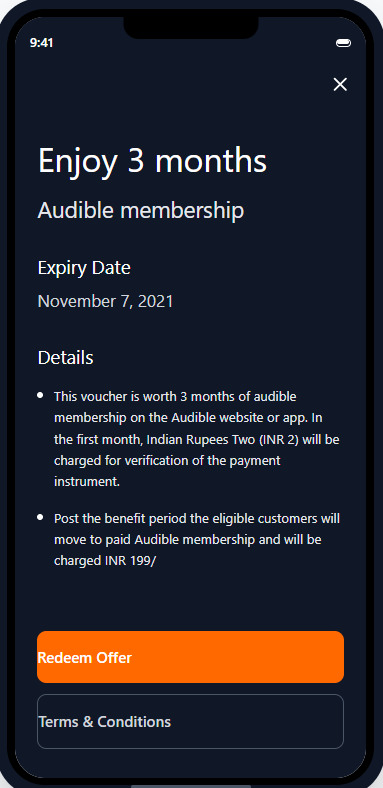 9:41
Enjoy 3 months
Audible membership
Expiry Date
November 7, 2021
Details
This voucher is worth 3 months of audible
membership on the Audible website or app. In
the first month, Indian Rupees Two (INR 2) will be
charged for verification of the payment
instrument.
Post the benefit period the eligible customers will
move to paid Audible membership and will be
charged INR 199/
Redeem Offer
Terms & Conditions